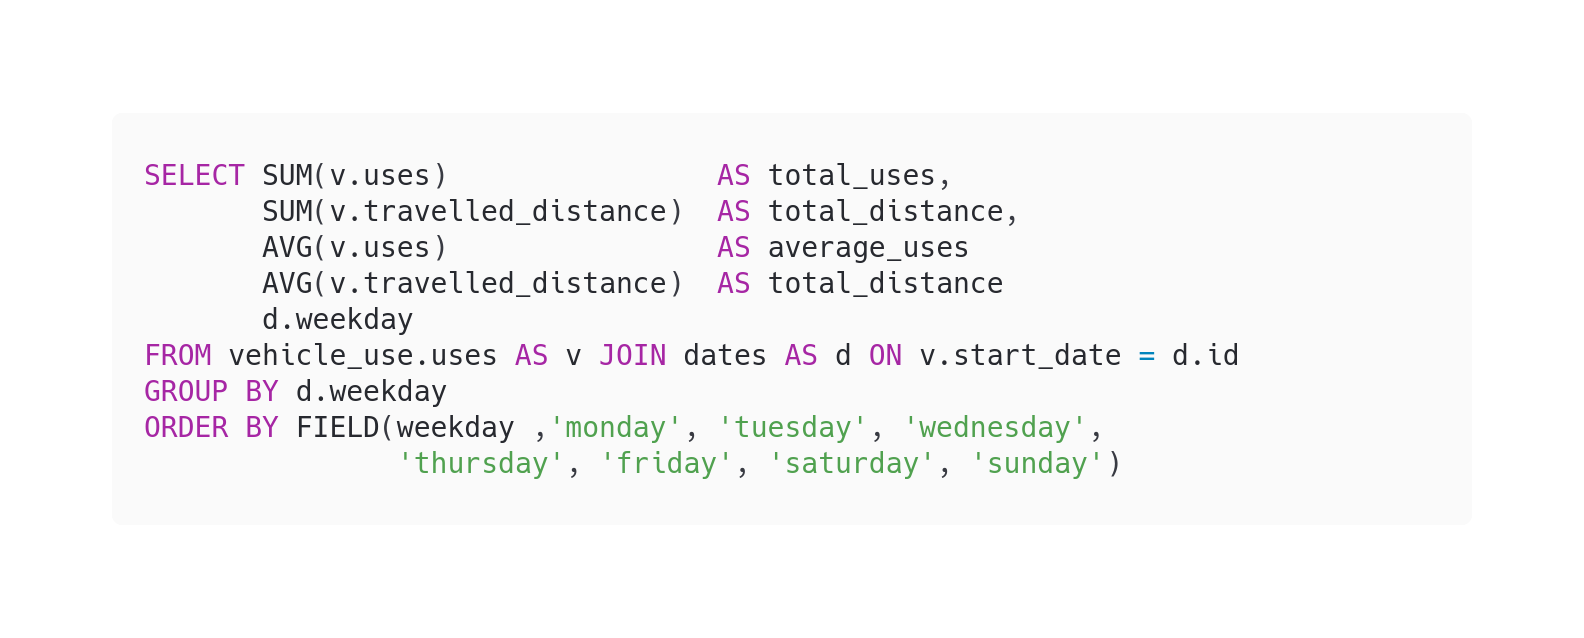 SELECT SUM(v.uses)                AS total_uses,
       SUM(v.travelled_distance)  AS total_distance,
       AVG(v.uses)                AS average_uses
       AVG(v.travelled_distance)  AS total_distance
       d.weekday
FROM vehicle_use.uses AS v JOIN dates AS d ON v.start_date = d.id
GROUP BY d.weekday
ORDER BY FIELD(weekday ,'monday', 'tuesday', 'wednesday',
               'thursday', 'friday', 'saturday', 'sunday')